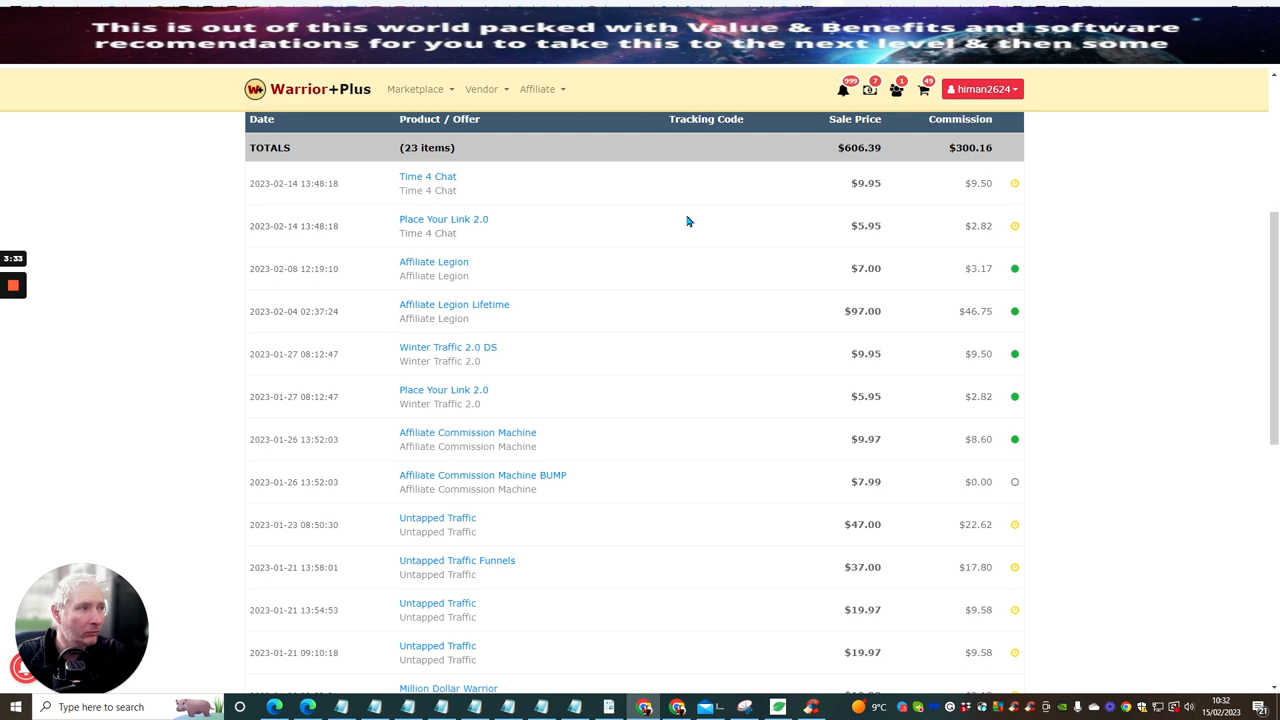 This is out of this world packed with Value & Benefits and software
recomendations for you to take this to the next level & then some
W+ Warrior+Plus Marketplace Vendor Affiliate 999 7 1 49 himan2624
Date Product / Offer Tracking Code Sale Price Commission
TOTALS (23 items) $606.39 $300.16
2023-02-14 13:48:18 Time 4 Chat $9.95 $9.50
Time 4 Chat
2023-02-14 13:48:18 Place Your Link 2.0 $5.95 $2.82
Time 4 Chat
3:33
2023-02-08 12:19:10 Affiliate Legion $7.00 $3.17
Affiliate Legion
2023-02-04 02:37:24 Affiliate Legion Lifetime $97.00 $46.75
Affiliate Legion
2023-01-27 08:12:47 Winter Traffic 2.0 DS $9.95 $9.50
Winter Traffic 2.0
2023-01-27 08:12:47 Place Your Link 2.0 $5.95 $2.82
Winter Traffic 2.0
2023-01-26 13:52:03 Affiliate Commission Machine $9.97 $8.60
Affiliate Commission Machine
2023-01-26 13:52:03 Affiliate Commission Machine BUMP $7.99 $0.00
Affiliate Commission Machine
2023-01-23 08:50:30 Untapped Traffic $47.00 $22.62
Untapped Traffic
2023-01-21 13:58:01 Untapped Traffic Funnels $37.00 $17.80
Untapped Traffic
2023-01-21 13:54:53 Untapped Traffic $19.97 $9.58
Untapped Traffic
2023-01-21 09:10:18 Untapped Traffic $19.97 $9.58
Untapped Traffic
Million Dollar Warrior
Type here to search 9°C 10:32
15/02/2023